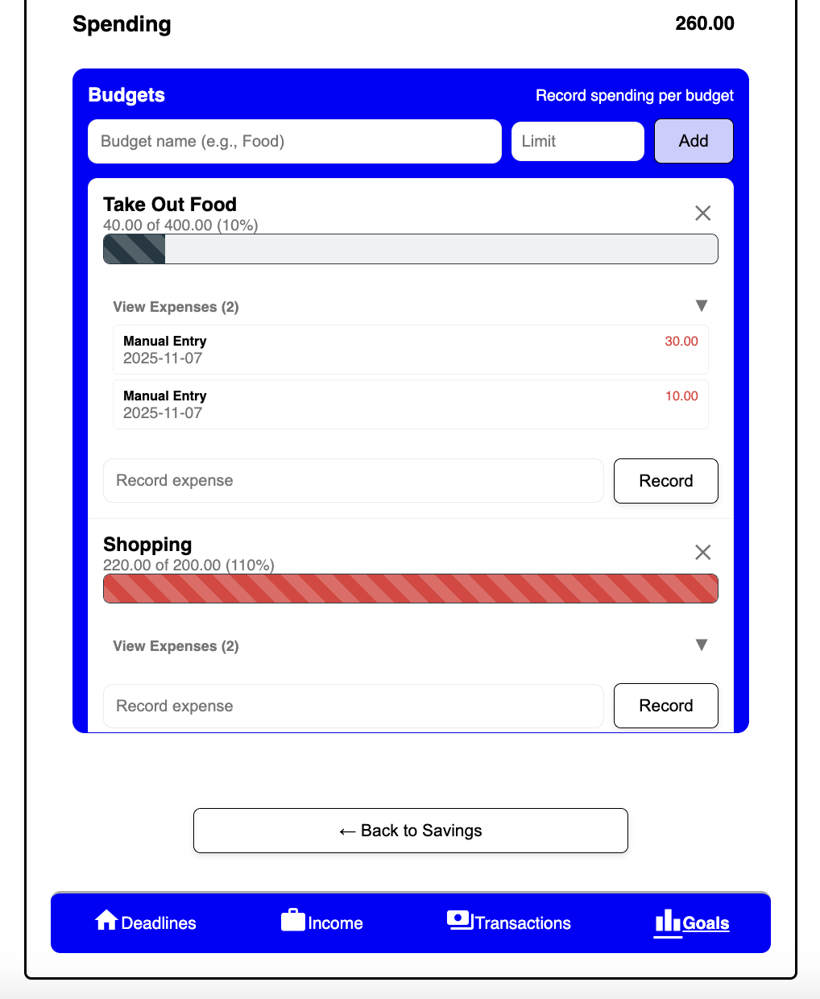 Spending 260.00
Budgets Record spending per budget
Budget name (e.g., Food) Limit Add
Take Out Food
40.00 of 400.00 (10%)
View Expenses (2) ▼
Manual Entry 30.00
2025-11-07
Manual Entry 10.00
2025-11-07
Record expense Record
Shopping
220.00 of 200.00 (110%)
View Expenses (2) ▼
Record expense Record
← Back to Savings
Deadlines Income Transactions Goals